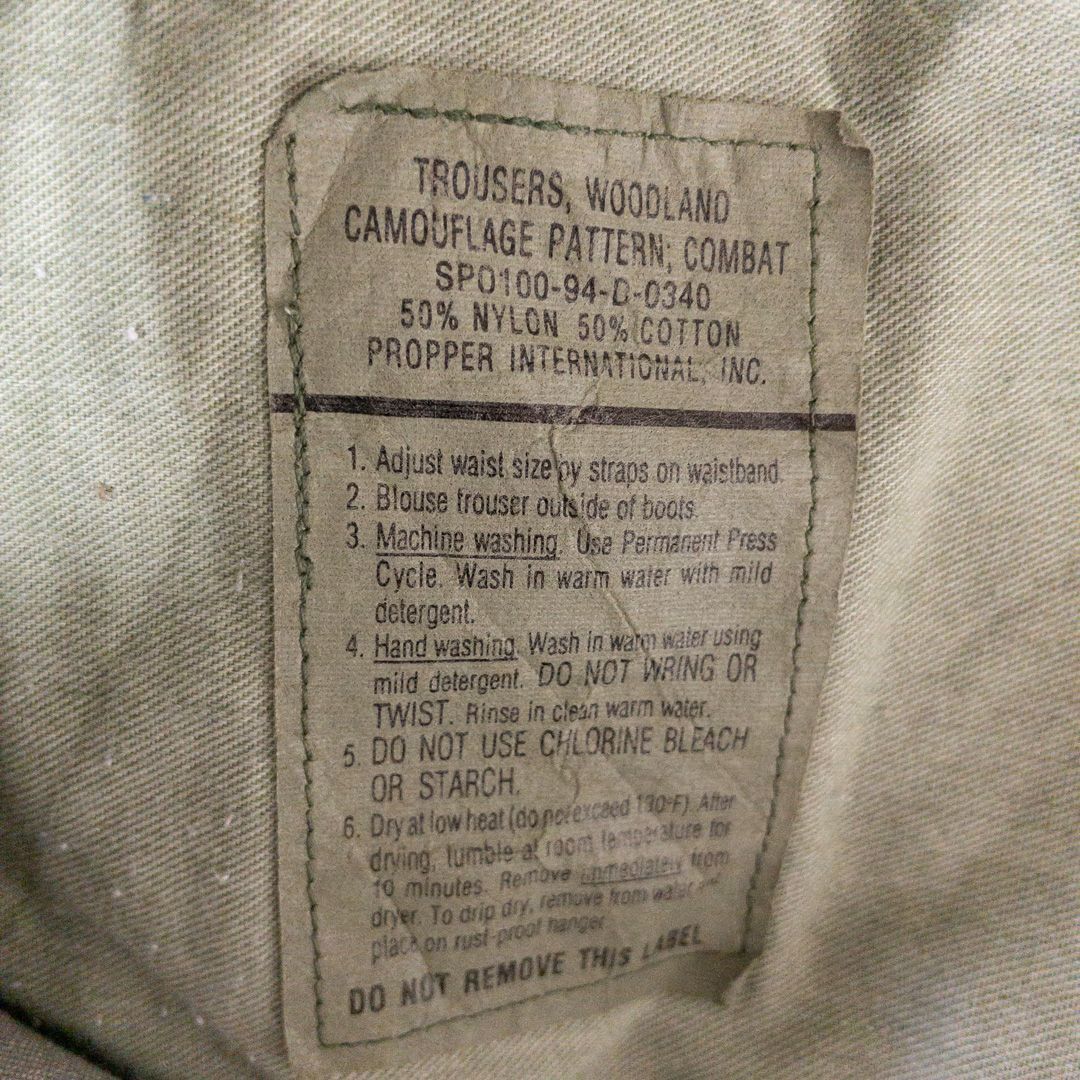 TROUSERS, WOODLAND
CAMOUFLAGE PATTERN; COMBAT
SPO100-94-D-0340
50% NYLON 50% COTTON
PROPPER INTERNATIONAL, INC.
1. Adjust waist size by straps on waistband.
2. Blouse trouser outside of boots.
3. Machine washing. Use Permanent Press
Cycle. Wash in warm water with mild
detergent.
4. Hand washing. Wash in warm water using
mild detergent. DO NOT WRING OR
TWIST. Rinse in clean warm water.
5. DO NOT USE CHLORINE BLEACH
OR STARCH.
6. Dry at low heat (do not exceed 130°F). After
drying, tumble at room temperature for
10 minutes. Remove immediately from
dryer. To drip dry, remove from water and
place on rust-proof hanger.
DO NOT REMOVE THIS LABEL